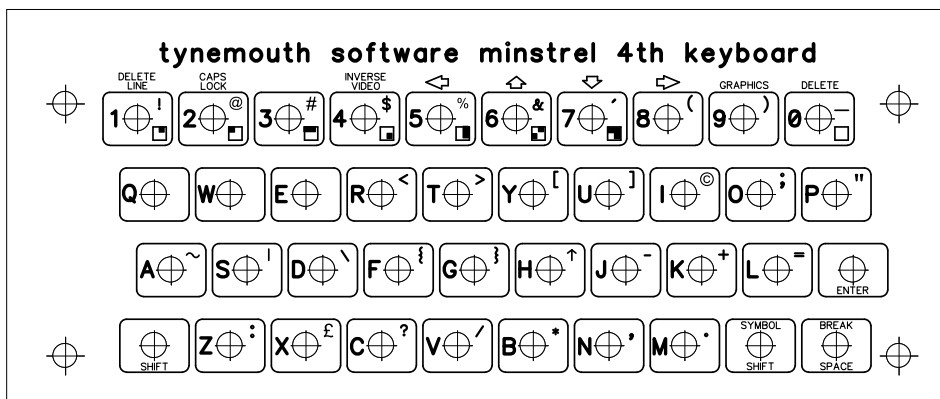 tynemouth software minstrel 4th keyboard
DELETE LINE CAPS LOCK INVERSE VIDEO GRAPHICS DELETE
1 ! 2 @ 3 # 4 $ 5 % 6 & 7 ' 8 ( 9 ) 0 _
Q W E R < T > Y [ U ] I © O ; P "
A ~ S | D \ F { G } H ↑ J - K + L = ENTER
SHIFT Z : X £ C ? V / B * N , M . SYMBOL SHIFT BREAK SPACE